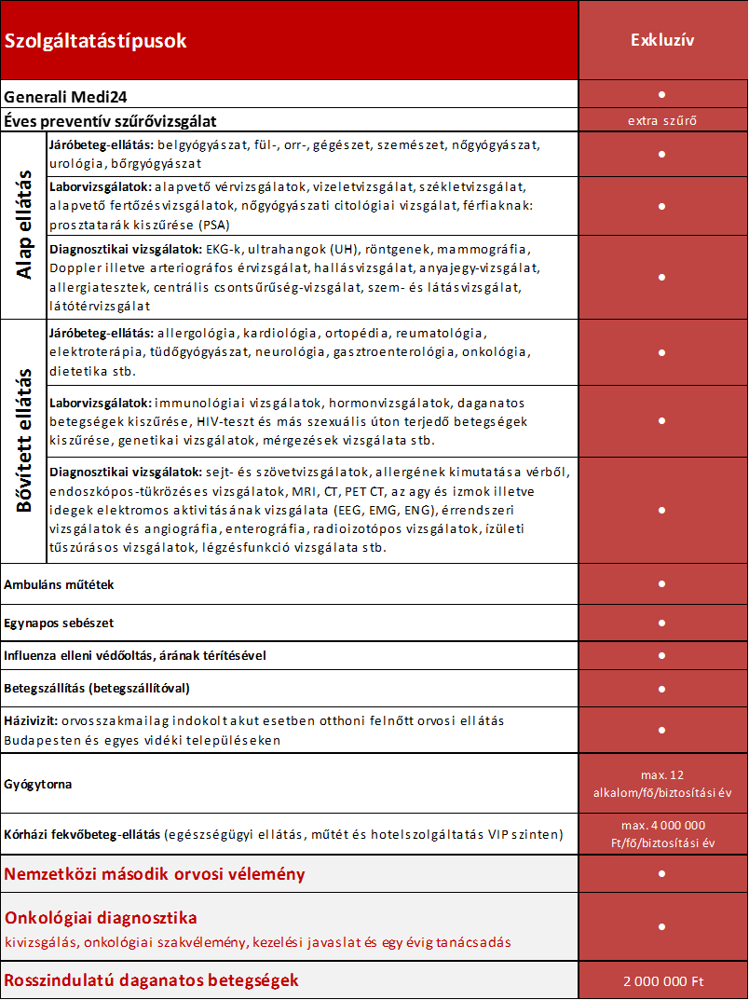 Szolgáltatástípusok
Exkluzív
Generali Medi24
•
Éves preventív szűrővizsgálat
extra szűrő
Alap ellátás
Járóbeteg-ellátás: belgyógyászat, fül-, orr-, gégészet, szemészet, nőgyógyászat,
urológia, bőrgyógyászat
•
Laborvizsgálatok: alapvető vérvizsgálatok, vizeletvizsgálat, székletvizsgálat,
alapvető fertőzésvizsgálatok, nőgyógyászati citológiai vizsgálat, férfiaknak:
prosztatarák kiszűrése (PSA)
•
Diagnosztikai vizsgálatok: EKG-k, ultrahangok (UH), röntgenek, mammográfia,
Doppler illetve arteriográfos érvizsgálat, hallásvizsgálat, anyajegy-vizsgálat,
allergiatesztek, centrális csontsűrűség-vizsgálat, szem- és látásvizsgálat,
látótérvizsgálat
•
Bővített ellátás
Járóbeteg-ellátás: allergológia, kardiológia, ortopédia, reumatológia,
elektroterápia, tüdőgyógyászat, neurológia, gasztroenterológia, onkológia,
dietetika stb.
•
Laborvizsgálatok: immunológiai vizsgálatok, hormonvizsgálatok, daganatos
betegségek kiszűrése, HIV-teszt és más szexuális úton terjedő betegségek
kiszűrése, genetikai vizsgálatok, mérgezések vizsgálata stb.
•
Diagnosztikai vizsgálatok: sejt- és szövetvizsgálatok, allergének kimutatása vérből,
endoszkópos-tükrözéses vizsgálatok, MRI, CT, PET CT, az agy és izmok illetve
idegek elektromos aktivitásának vizsgálata (EEG, EMG, ENG), érrendszeri
vizsgálatok és angiográfia, enterográfia, radioizotópos vizsgálatok, ízületi
tűszúrásos vizsgálatok, légzésfunkció vizsgálata stb.
•
Ambuláns műtétek
•
Egynapos sebészet
•
Influenza elleni védőoltás, árának térítésével
•
Betegszállítás (betegszállítóval)
•
Házivizit: orvosszakmailag indokolt akut esetben otthoni felnőtt orvosi ellátás
Budapesten és egyes vidéki településeken
•
Gyógytorna
max. 12
alkalom/fő/biztosítási év
Kórházi fekvőbeteg-ellátás (egészségügyi ellátás, műtét és hotelszolgáltatás VIP szinten)
max. 4 000 000
Ft/fő/biztosítási év
Nemzetközi második orvosi vélemény
•
Onkológiai diagnosztika
kivizsgálás, onkológiai szakvélemény, kezelési javaslat és egy évig tanácsadás
•
Rosszindulatú daganatos betegségek
2 000 000 Ft